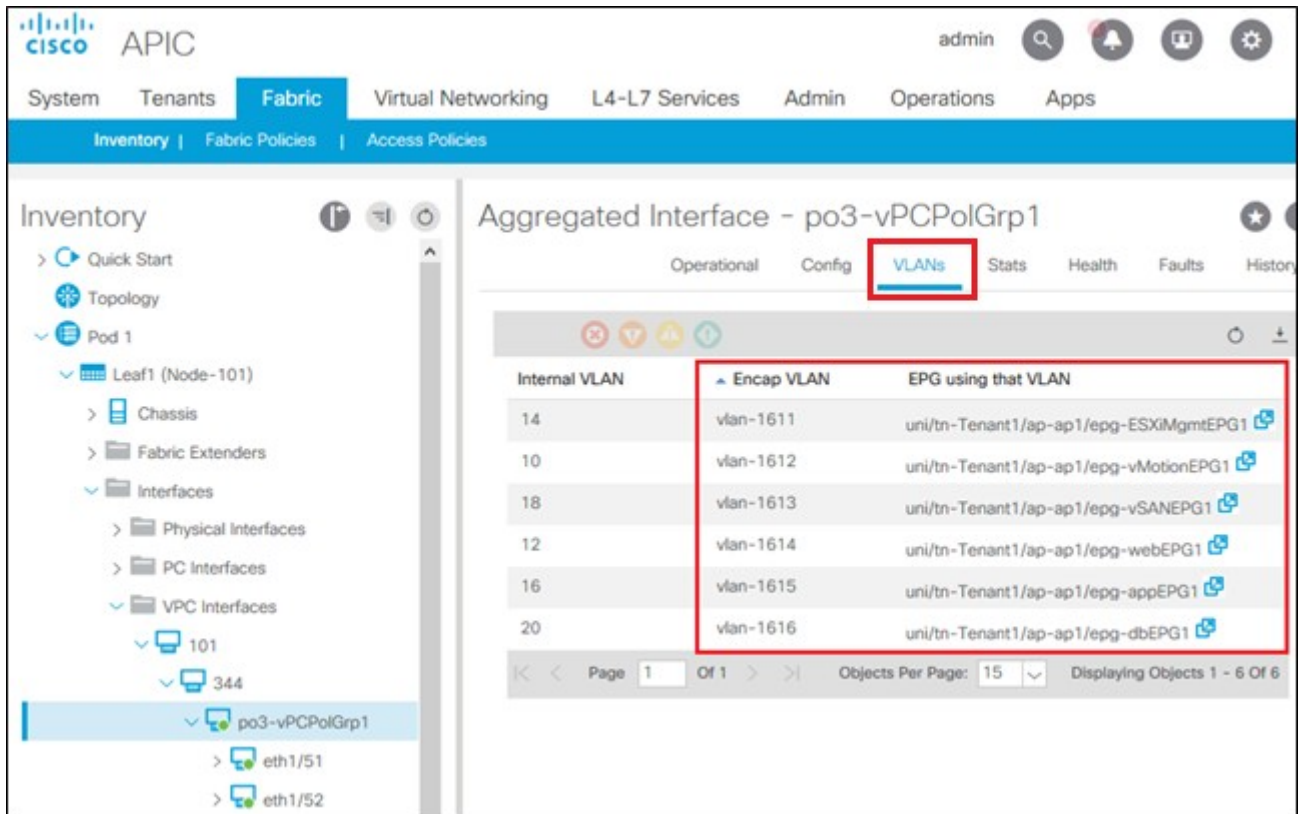 CISCO APIC admin
System Tenants Fabric Virtual Networking L4-L7 Services Admin Operations Apps
Inventory | Fabric Policies | Access Policies
Inventory
Quick Start
Topology
Pod 1
Leaf1 (Node-101)
Chassis
Fabric Extenders
Interfaces
Physical Interfaces
PC Interfaces
VPC Interfaces
101
344
po3-vPCPolGrp1
eth1/51
eth1/52
Aggregated Interface - po3-vPCPolGrp1
Operational Config VLANs Stats Health Faults History
Internal VLAN Encap VLAN EPG using that VLAN
14 vlan-1611 uni/tn-Tenant1/ap-ap1/epg-ESXiMgmtEPG1
10 vlan-1612 uni/tn-Tenant1/ap-ap1/epg-vMotionEPG1
18 vlan-1613 uni/tn-Tenant1/ap-ap1/epg-vSANEPG1
12 vlan-1614 uni/tn-Tenant1/ap-ap1/epg-webEPG1
16 vlan-1615 uni/tn-Tenant1/ap-ap1/epg-appEPG1
20 vlan-1616 uni/tn-Tenant1/ap-ap1/epg-dbEPG1
Page 1 Of 1 Objects Per Page: 15 Displaying Objects 1 - 6 Of 6